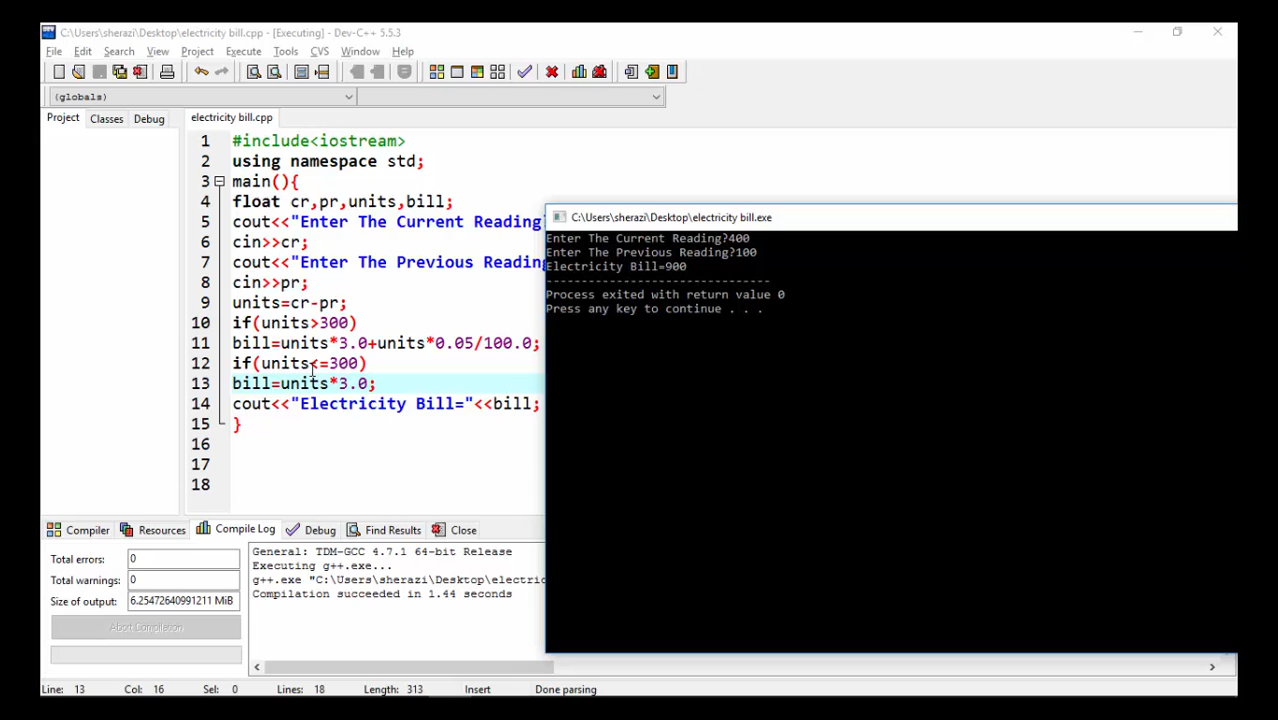 C:\Users\sherazi\Desktop\electricity bill.cpp - [Executing] - Dev-C++ 5.5.3
File Edit Search View Project Execute Tools CVS Window Help
(globals)
Project Classes Debug
electricity bill.cpp
1 #include<iostream>
2 using namespace std;
3 main(){
4 float cr,pr,units,bill;
5 cout<<"Enter The Current Reading
6 cin>>cr;
7 cout<<"Enter The Previous Reading
8 cin>>pr;
9 units=cr-pr;
10 if(units>300)
11 bill=units*3.0+units*0.05/100.0;
12 if(units<=300)
13 bill=units*3.0;
14 cout<<"Electricity Bill="<<bill;
15 }
16
17
18
C:\Users\sherazi\Desktop\electricity bill.exe
Enter The Current Reading?400
Enter The Previous Reading?100
Electricity Bill=900
--------------------------------
Process exited with return value 0
Press any key to continue . . .
Compiler Resources Compile Log Debug Find Results Close
Total errors: 0
Total warnings: 0
Size of output: 6.25472640991211 MiB
Abort Compilation
General: TDM-GCC 4.7.1 64-bit Release
Executing g++.exe...
g++.exe "C:\Users\sherazi\Desktop\electric
Compilation succeeded in 1.44 seconds
Line: 13 Col: 16 Sel: 0 Lines: 18 Length: 313 Insert Done parsing